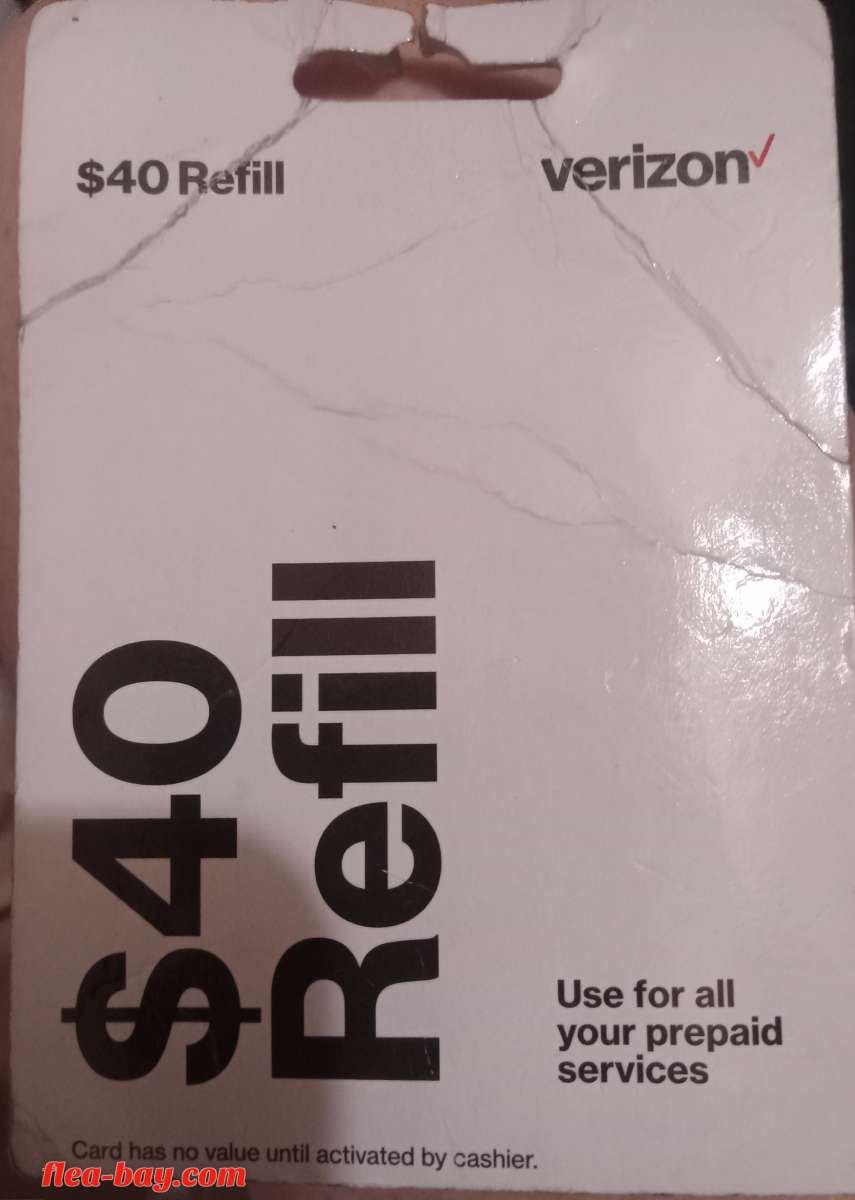 $40 Refill
verizon✓
$40
Refill
Use for all
your prepaid
services
Card has no value until activated by cashier.
flea-bay.com